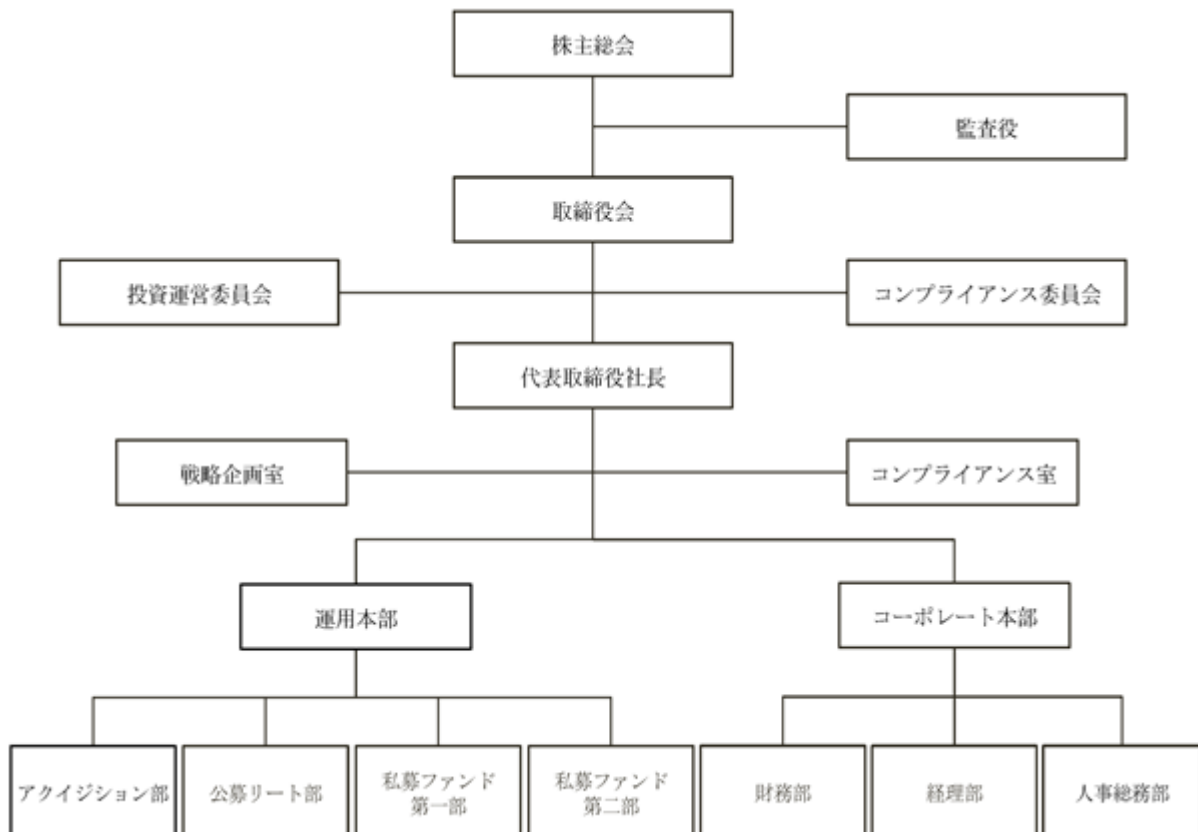 株主総会
監査役
取締役会
投資運営委員会
コンプライアンス委員会
代表取締役社長
戦略企画室
コンプライアンス室
運用本部
コーポレート本部
アクイジション部
公募リート部
私募ファンド
第一部
私募ファンド
第二部
財務部
経理部
人事総務部